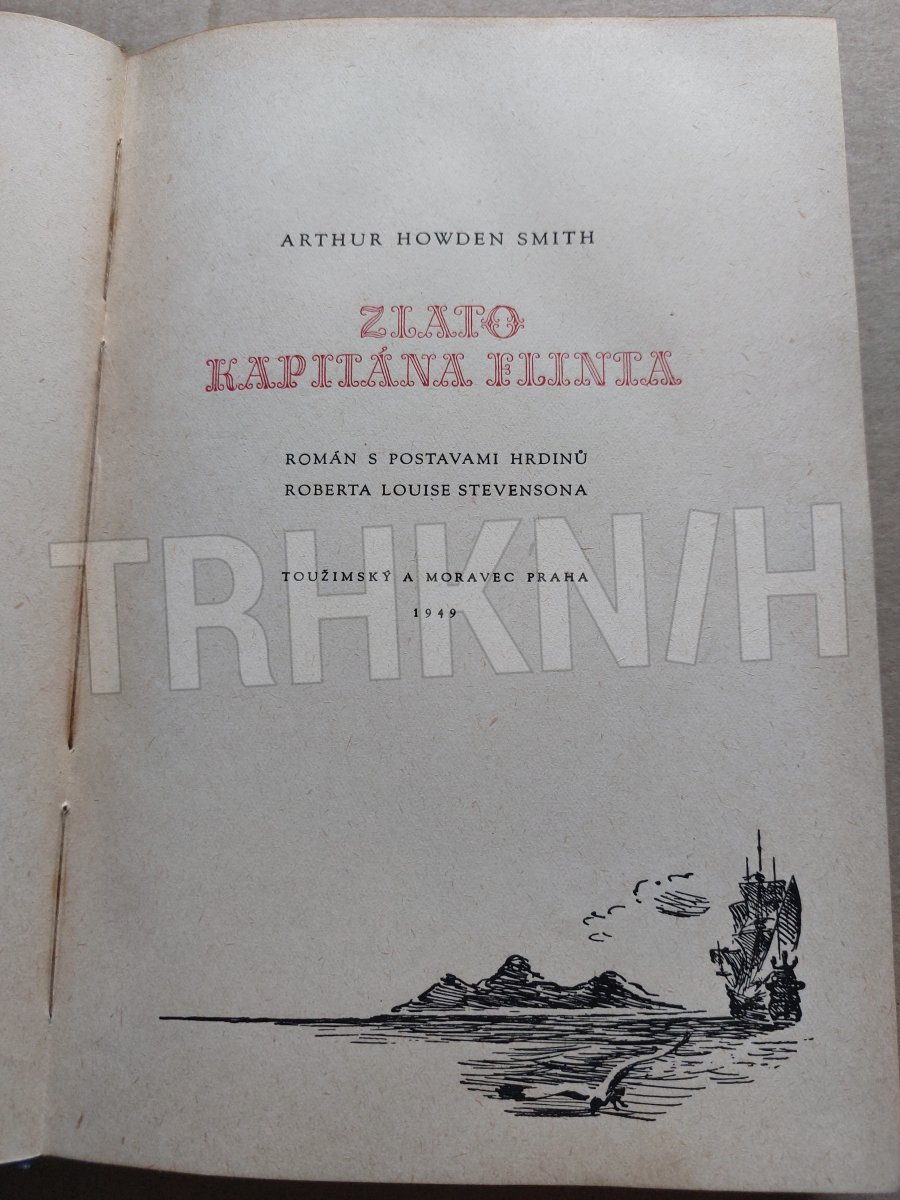 ARTHUR HOWDEN SMITH
ZLATO
KAPITÁNA FLINTA
ROMÁN S POSTAVAMI HRDINŮ
ROBERTA LOUISE STEVENSONA
TRHKNIH
TOUŽIMSKÝ A MORAVEC PRAHA
1949